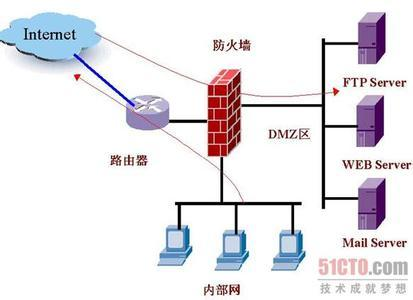 Internet
防火墙
FTP Server
路由器
DMZ区
WEB Server
Mail Server
内部网
51CTO.com
技术成就梦想